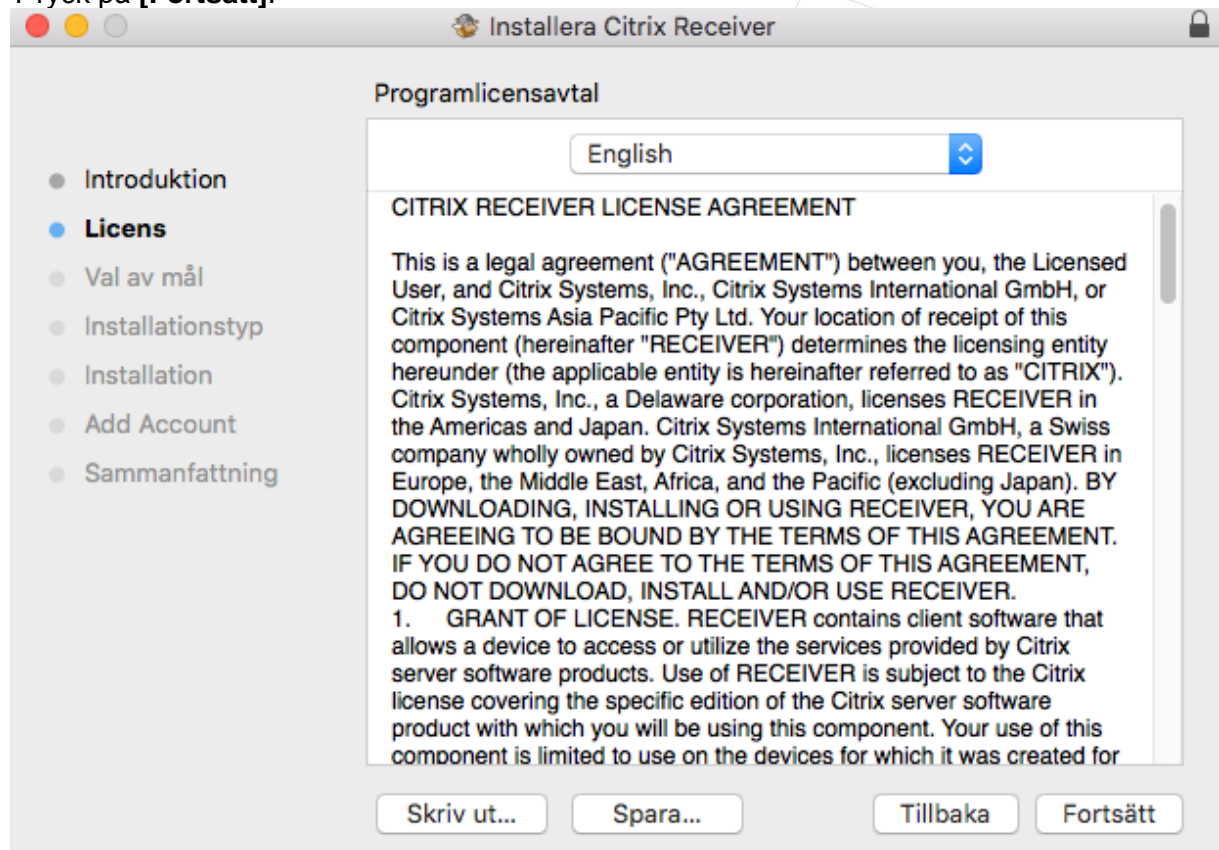 Tryck på [Fortsätt].
Installera Citrix Receiver
Programlicensavtal
English
Introduktion
Licens
Val av mål
Installationstyp
Installation
Add Account
Sammanfattning
CITRIX RECEIVER LICENSE AGREEMENT
This is a legal agreement ("AGREEMENT") between you, the Licensed
User, and Citrix Systems, Inc., Citrix Systems International GmbH, or
Citrix Systems Asia Pacific Pty Ltd. Your location of receipt of this
component (hereinafter "RECEIVER") determines the licensing entity
hereunder (the applicable entity is hereinafter referred to as "CITRIX").
Citrix Systems, Inc., a Delaware corporation, licenses RECEIVER in
the Americas and Japan. Citrix Systems International GmbH, a Swiss
company wholly owned by Citrix Systems, Inc., licenses RECEIVER in
Europe, the Middle East, Africa, and the Pacific (excluding Japan). BY
DOWNLOADING, INSTALLING OR USING RECEIVER, YOU ARE
AGREEING TO BE BOUND BY THE TERMS OF THIS AGREEMENT.
IF YOU DO NOT AGREE TO THE TERMS OF THIS AGREEMENT,
DO NOT DOWNLOAD, INSTALL AND/OR USE RECEIVER.
1. GRANT OF LICENSE. RECEIVER contains client software that
allows a device to access or utilize the services provided by Citrix
server software products. Use of RECEIVER is subject to the Citrix
license covering the specific edition of the Citrix server software
product with which you will be using this component. Your use of this
component is limited to use on the devices for which it was created for
Skriv ut...
Spara...
Tillbaka
Fortsätt